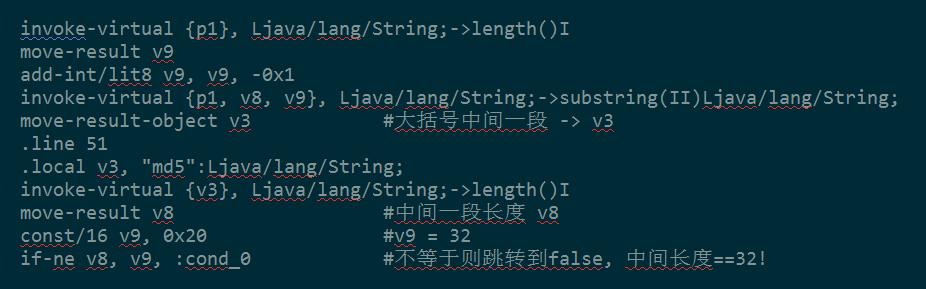 invoke-virtual {p1}, Ljava/lang/String;->length()I
move-result v9
add-int/lit8 v9, v9, -0x1
invoke-virtual {p1, v8, v9}, Ljava/lang/String;->substring(II)Ljava/lang/String;
move-result-object v3 #大括号中间一段 -> v3
.line 51
.local v3, "md5":Ljava/lang/String;
invoke-virtual {v3}, Ljava/lang/String;->length()I
move-result v8 #中间一段长度 v8
const/16 v9, 0x20 #v9 = 32
if-ne v8, v9, :cond_0 #不等于则跳转到false, 中间长度==32!